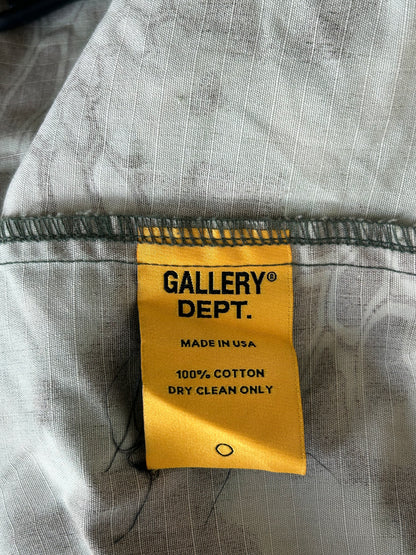 GALLERY®
DEPT.
MADE IN USA
100% COTTON
DRY CLEAN ONLY